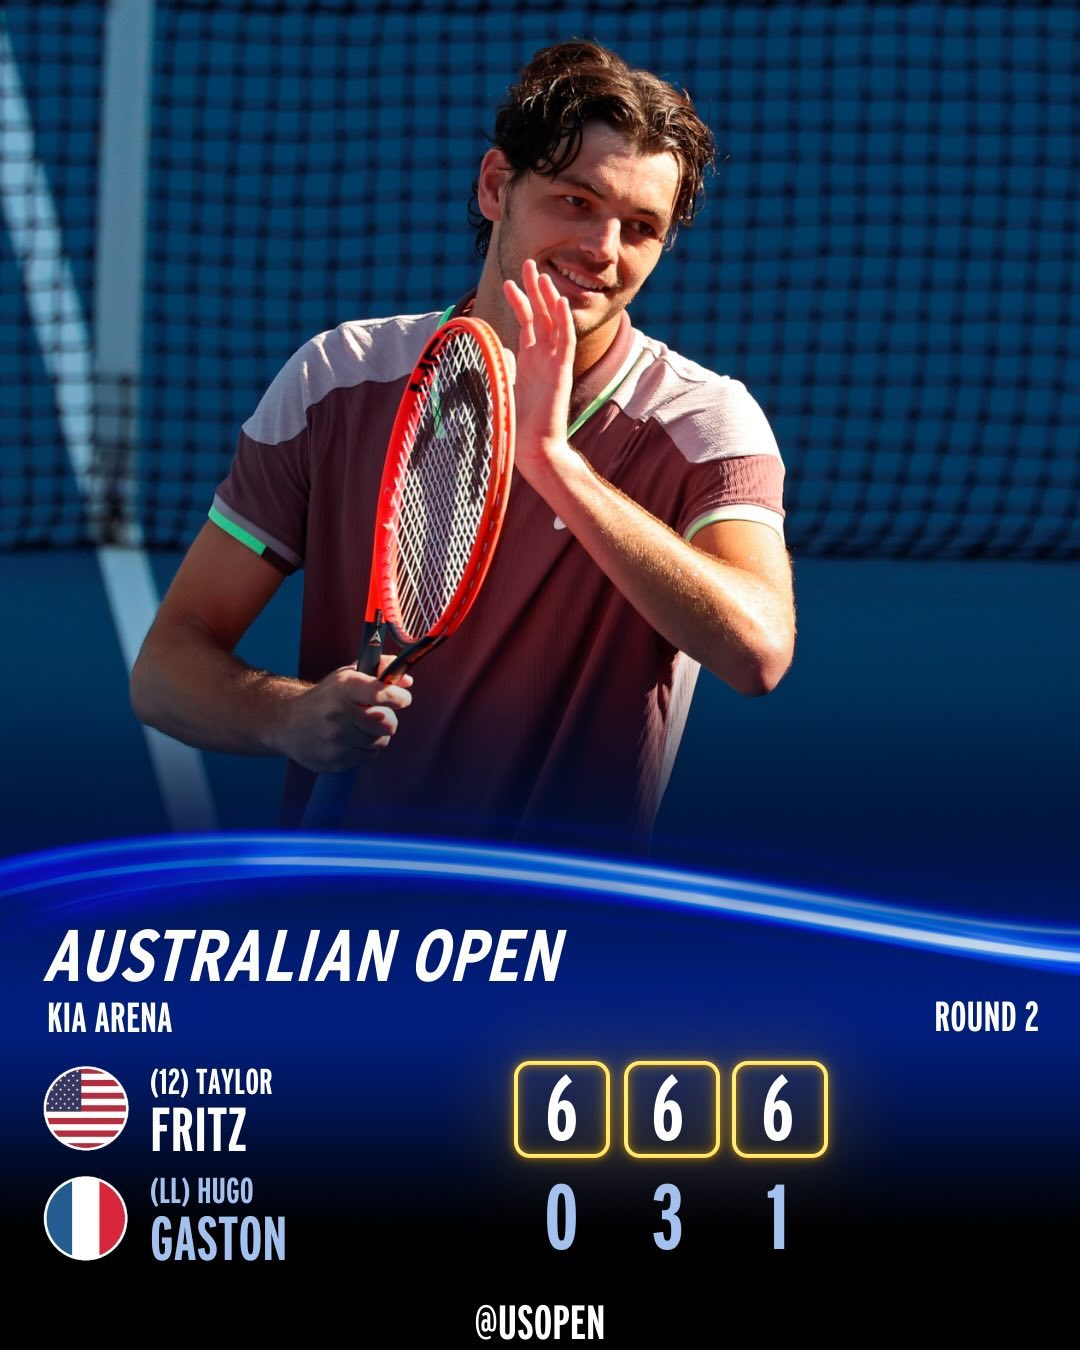 AUSTRALIAN OPEN
KIA ARENA
ROUND 2
(12) TAYLOR
FRITZ
6 6 6
(LL) HUGO
GASTON
0 3 1
@USOPEN